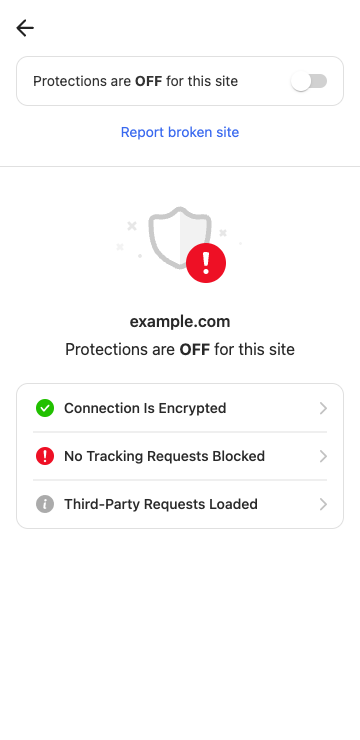 Protections are OFF for this site
Report broken site
example.com
Protections are OFF for this site
Connection Is Encrypted
No Tracking Requests Blocked
Third-Party Requests Loaded